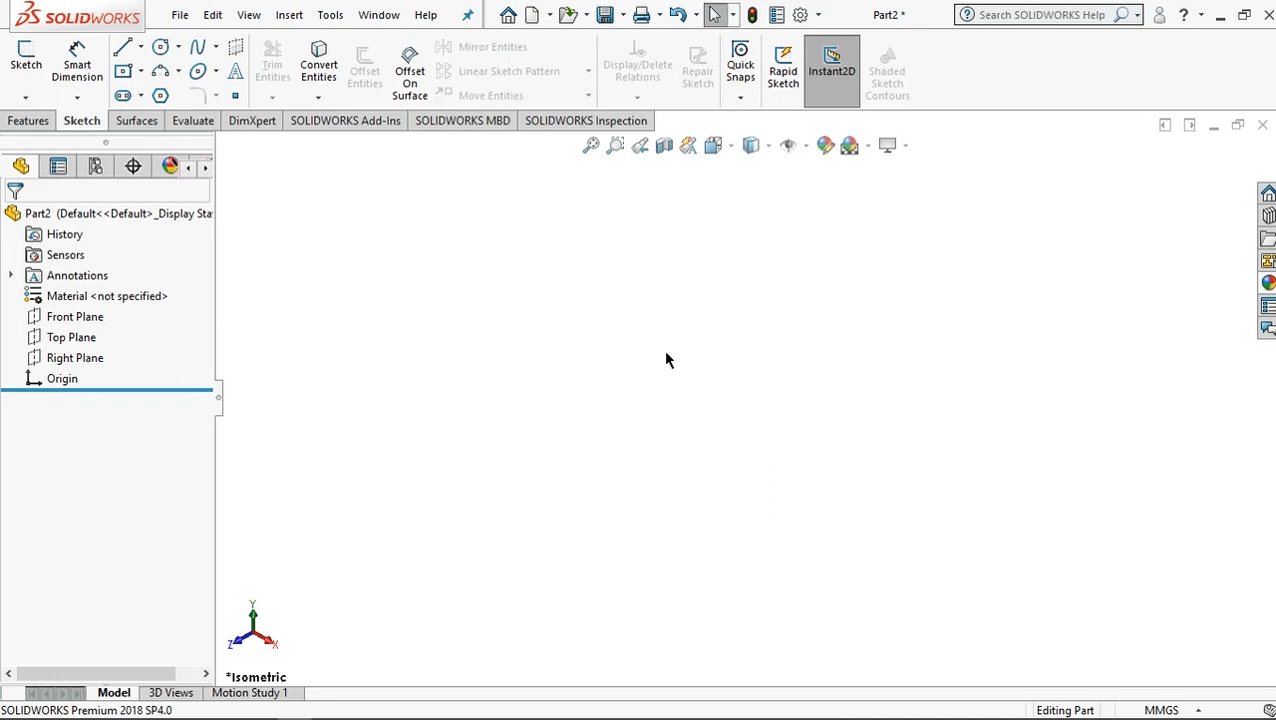 SOLIDWORKS File Edit View Insert Tools Window Help Part2 * Search SOLIDWORKS Help ?
Sketch Smart Dimension Trim Entities Convert Entities Offset Entities Offset On Surface Mirror Entities Linear Sketch Pattern Move Entities Display/Delete Relations Repair Sketch Quick Snaps Rapid Sketch Instant2D Shaded Sketch Contours
Features Sketch Surfaces Evaluate DimXpert SOLIDWORKS Add-Ins SOLIDWORKS MBD SOLIDWORKS Inspection
Part2 (Default<<Default>_Display Sta
History
Sensors
Annotations
Material <not specified>
Front Plane
Top Plane
Right Plane
Origin
Y
Z X
*Isometric
Model 3D Views Motion Study 1
SOLIDWORKS Premium 2018 SP4.0 Editing Part MMGS